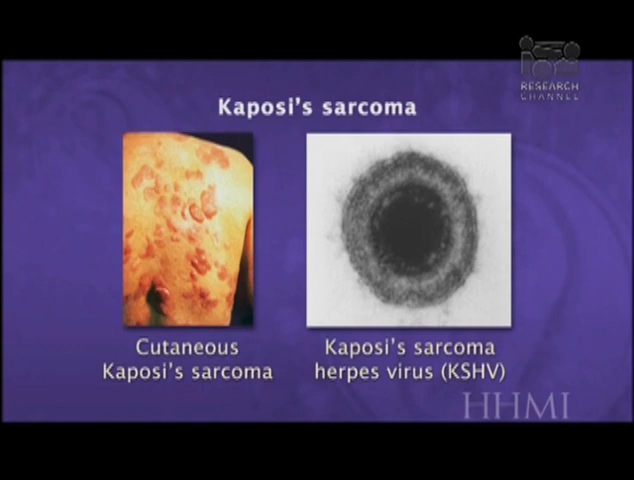 RESEARCH
CHANNEL
Kaposi's sarcoma
Cutaneous
Kaposi's sarcoma
Kaposi's sarcoma
herpes virus (KSHV)
HHMI